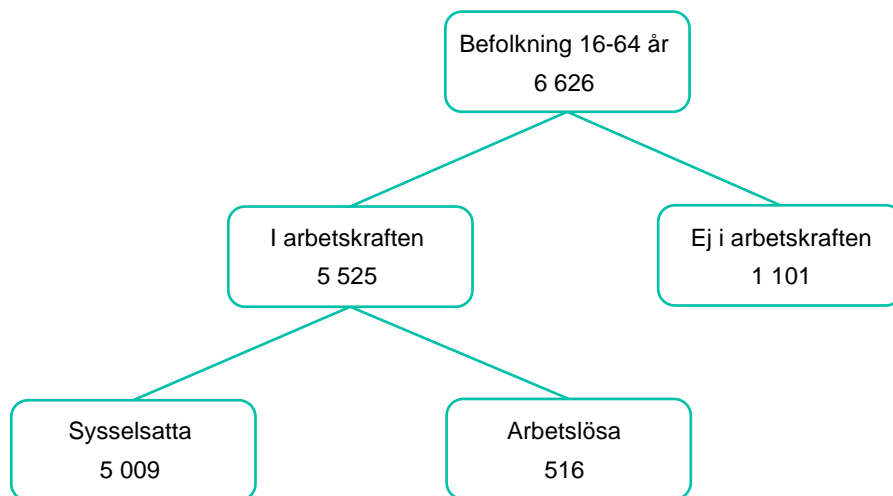 Befolkning 16-64 år
6 626
I arbetskraften
5 525
Ej i arbetskraften
1 101
Sysselsatta
5 009
Arbetslösa
516